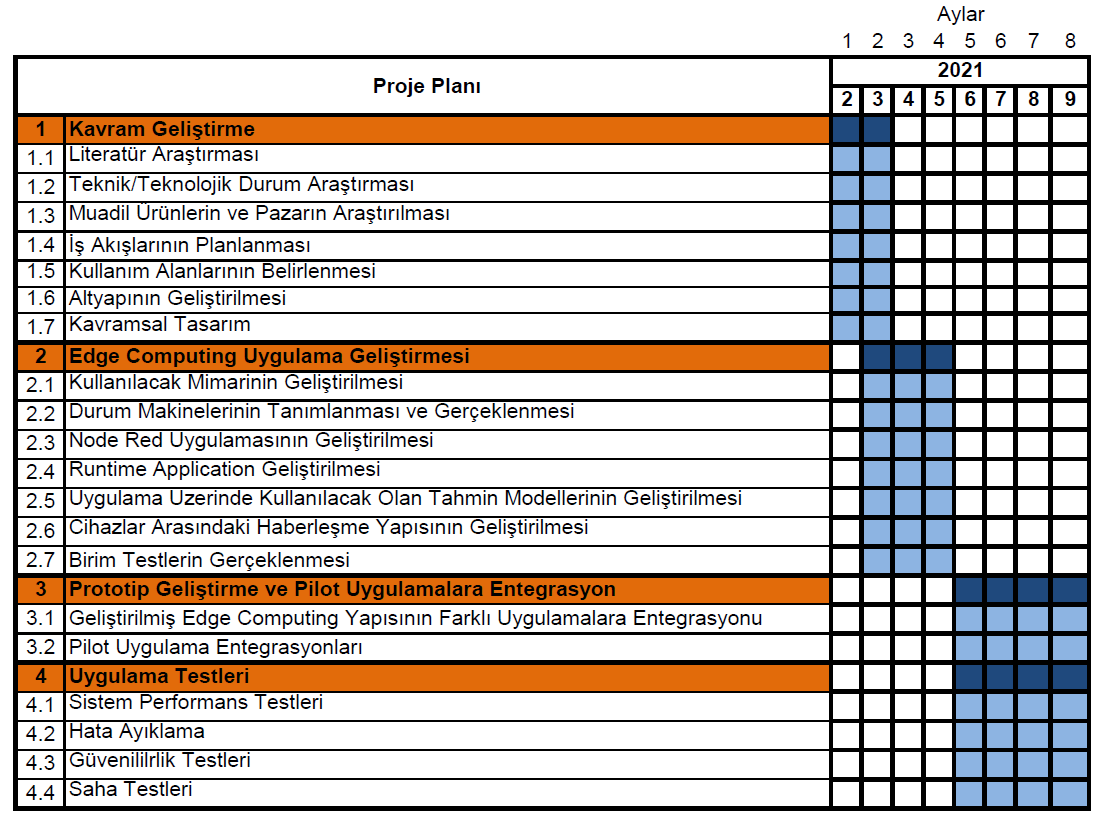 Aylar
1 2 3 4 5 6 7 8
Proje Planı
2021
2 3 4 5 6 7 8 9
1 Kavram Geliştirme
1.1 Literatür Araştırması
1.2 Teknik/Teknolojik Durum Araştırması
1.3 Muadil Ürünlerin ve Pazarın Araştırılması
1.4 İş Akışlarının Planlanması
1.5 Kullanım Alanlarının Belirlenmesi
1.6 Altyapının Geliştirilmesi
1.7 Kavramsal Tasarım
2 Edge Computing Uygulama Geliştirmesi
2.1 Kullanılacak Mimarinin Geliştirilmesi
2.2 Durum Makinelerinin Tanımlanması ve Gerçeklenmesi
2.3 Node Red Uygulamasının Geliştirilmesi
2.4 Runtime Application Geliştirilmesi
2.5 Uygulama Uzerinde Kullanılacak Olan Tahmin Modellerinin Geliştirilmesi
2.6 Cihazlar Arasındaki Haberleşme Yapısının Geliştirilmesi
2.7 Birim Testlerin Gerçeklenmesi
3 Prototip Geliştirme ve Pilot Uygulamalara Entegrasyon
3.1 Geliştirilmiş Edge Computing Yapısının Farklı Uygulamalara Entegrasyonu
3.2 Pilot Uygulama Entegrasyonları
4 Uygulama Testleri
4.1 Sistem Performans Testleri
4.2 Hata Ayıklama
4.3 Güvenililrlik Testleri
4.4 Saha Testleri